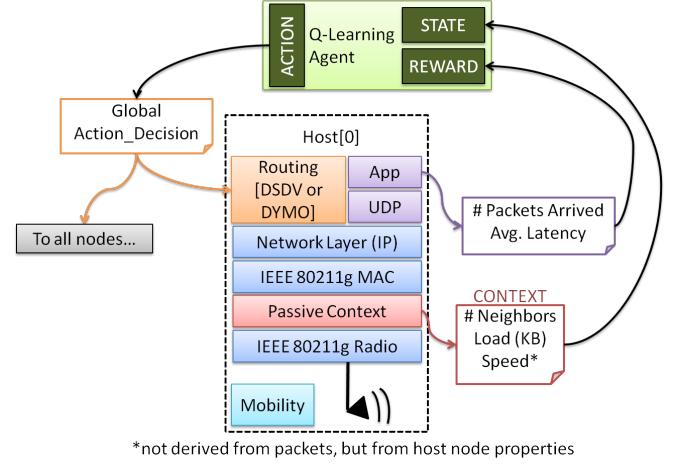 ACTION
Q-Learning
Agent
STATE
REWARD
Global
Action_Decision
Host[0]
Routing
[DSDV or
DYMO]
App
UDP
To all nodes...
# Packets Arrived
Avg. Latency
Network Layer (IP)
IEEE 80211g MAC
Passive Context
IEEE 80211g Radio
CONTEXT
# Neighbors
Load (KB)
Speed*
Mobility
*not derived from packets, but from host node properties